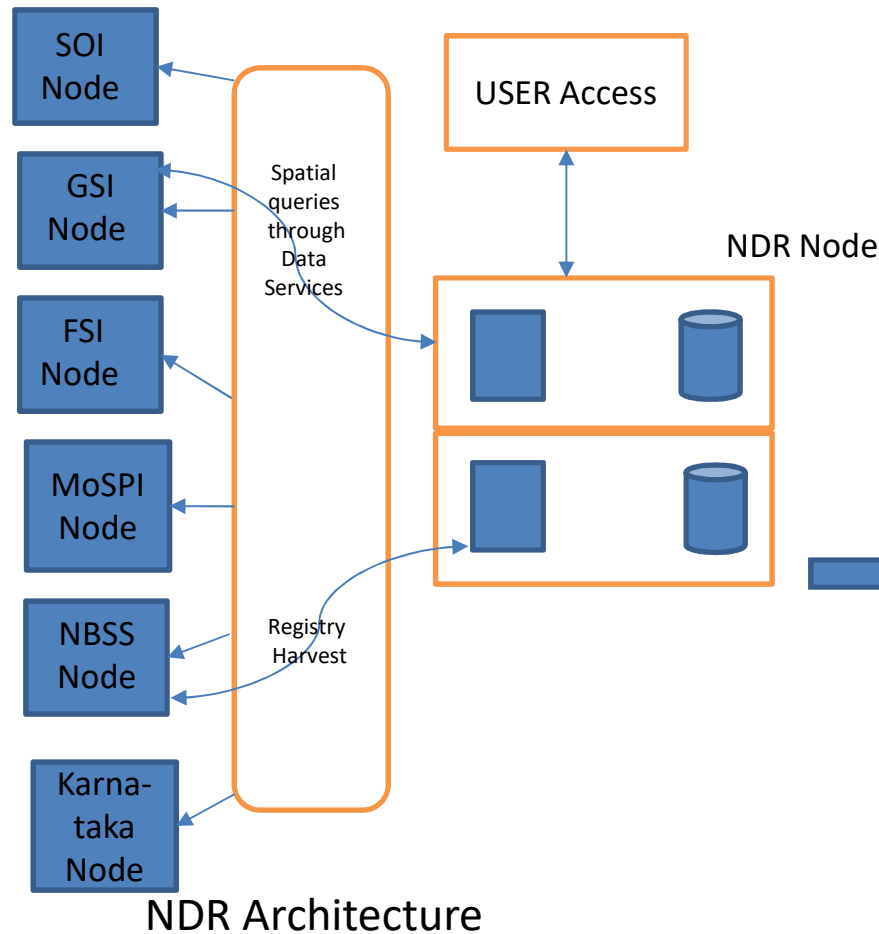 SOI
Node
GSI
Node
FSI
Node
MoSPI
Node
NBSS
Node
Karna-
taka
Node
Spatial
queries
through
Data
Services
Registry
Harvest
USER Access
NDR Node
NDR Architecture